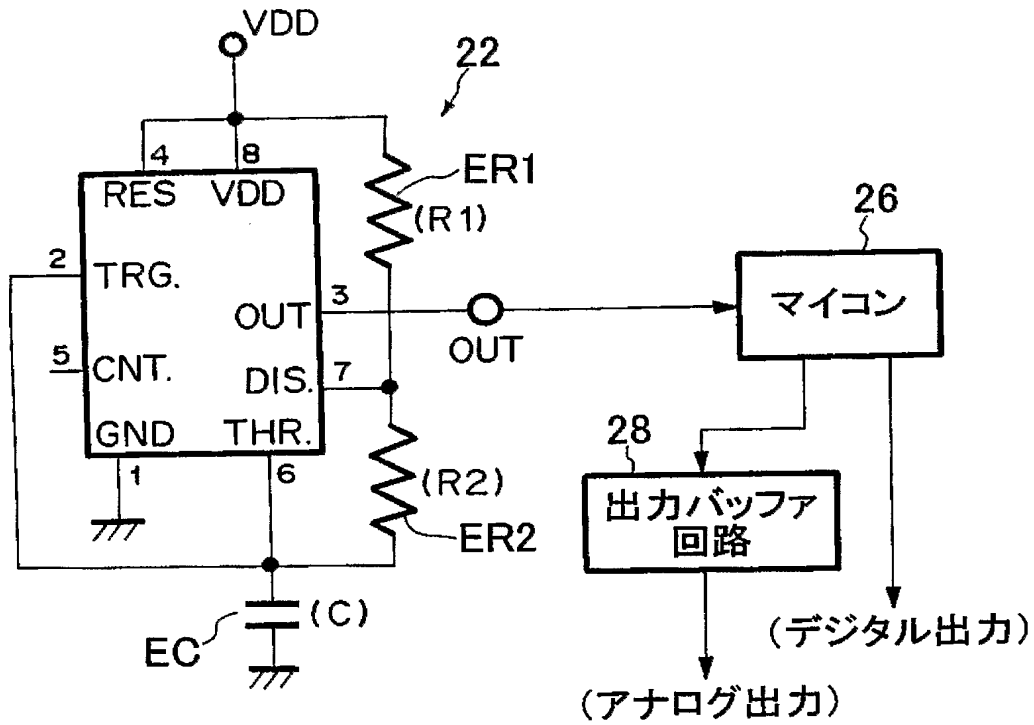 VDD
22
4
8
RES
VDD
ER1
(R1)
2
TRG.
26
マイコン
3
OUT
OUT
5
CNT.
7
DIS.
GND
THR.
1
6
(R2)
ER2
28
出力バッファ
回路
EC
(C)
(デジタル出力)
(アナログ出力)